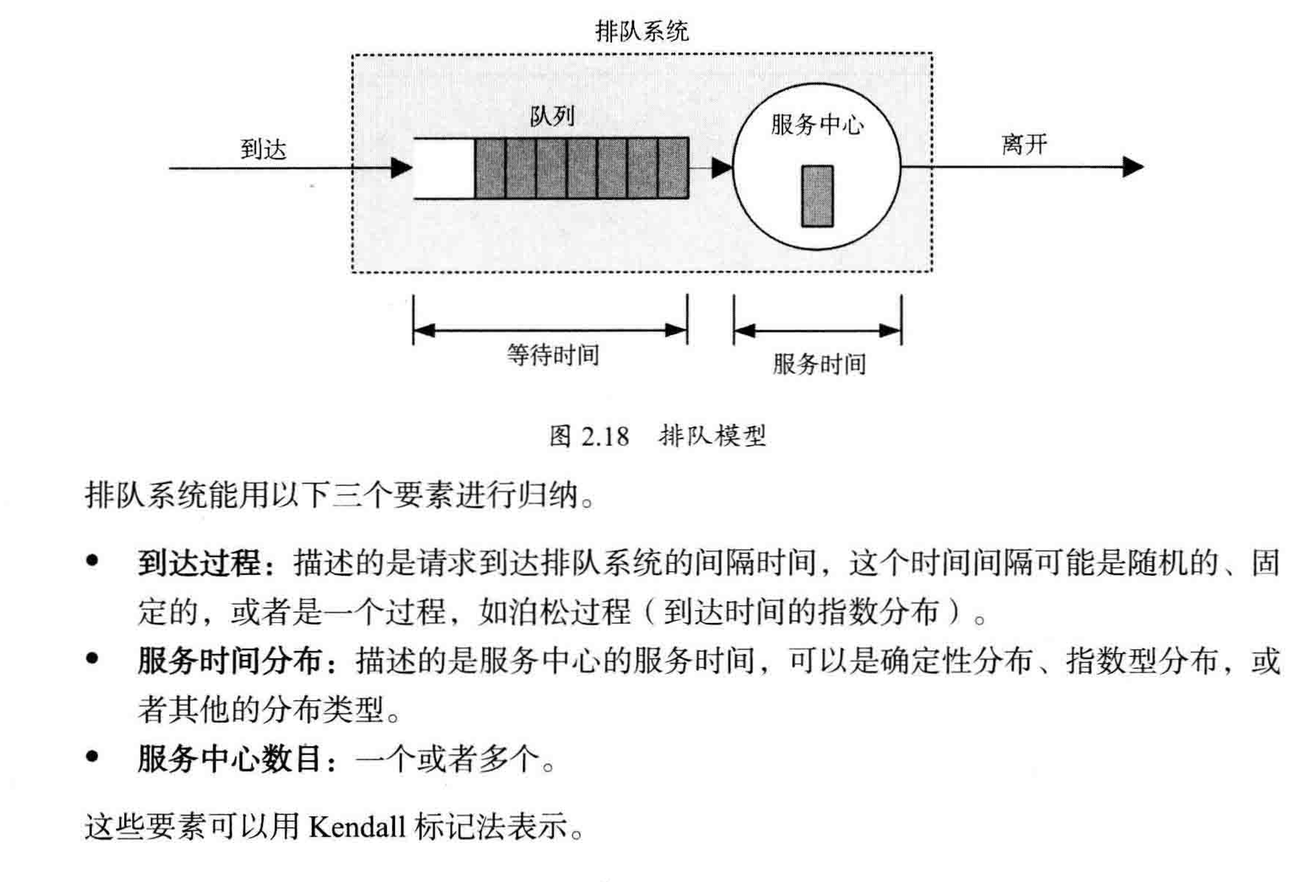 排队系统
队列
服务中心
到达
离开
等待时间
服务时间
图 2.18 排队模型
排队系统能用以下三个要素进行归纳。
• 到达过程：描述的是请求到达排队系统的间隔时间，这个时间间隔可能是随机的、固
定的，或者是一个过程，如泊松过程（到达时间的指数分布）。
• 服务时间分布：描述的是服务中心的服务时间，可以是确定性分布、指数型分布，或
者其他的分布类型。
• 服务中心数目：一个或者多个。
这些要素可以用 Kendall 标记法表示。